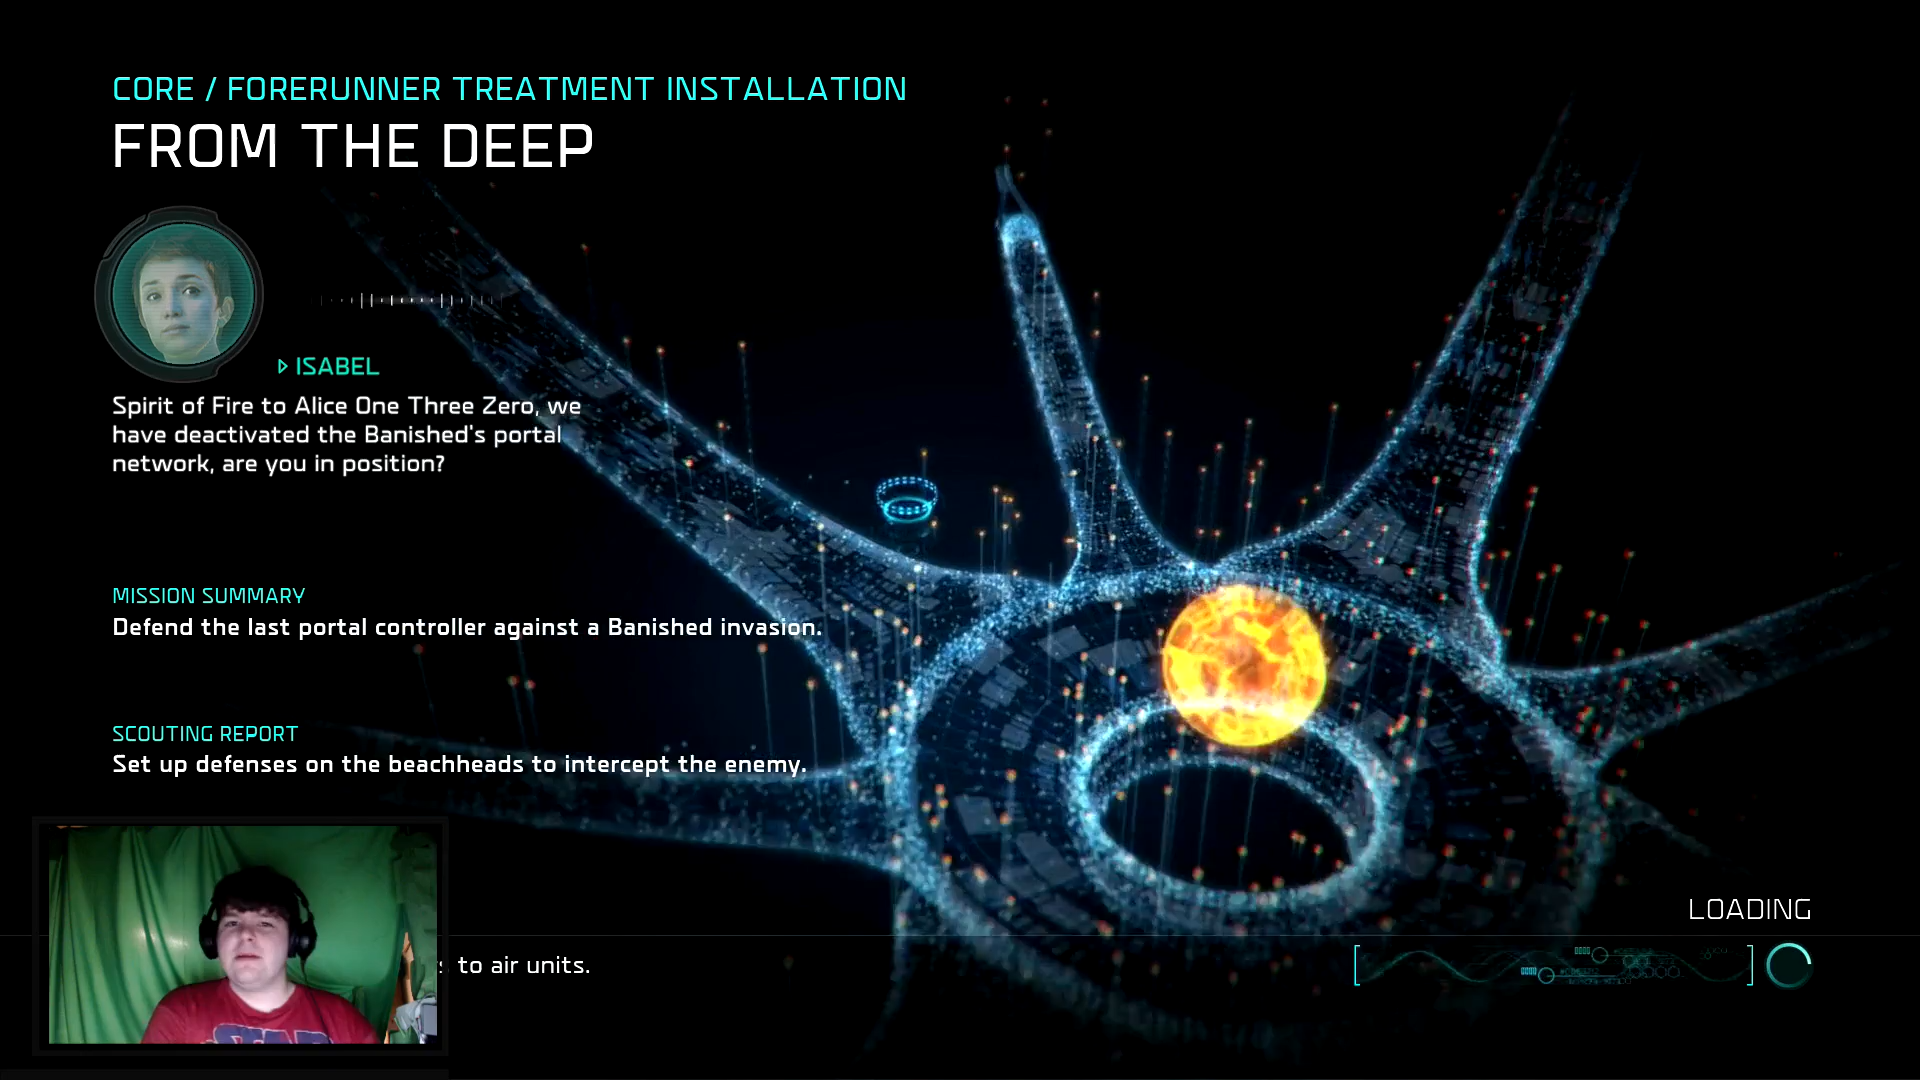 CORE / FORERUNNER TREATMENT INSTALLATION
FROM THE DEEP
ISABEL
Spirit of Fire to Alice One Three Zero, we
have deactivated the Banished's portal
network, are you in position?
MISSION SUMMARY
Defend the last portal controller against a Banished invasion.
SCOUTING REPORT
Set up defenses on the beachheads to intercept the enemy.
LOADING
to air units.
STAR